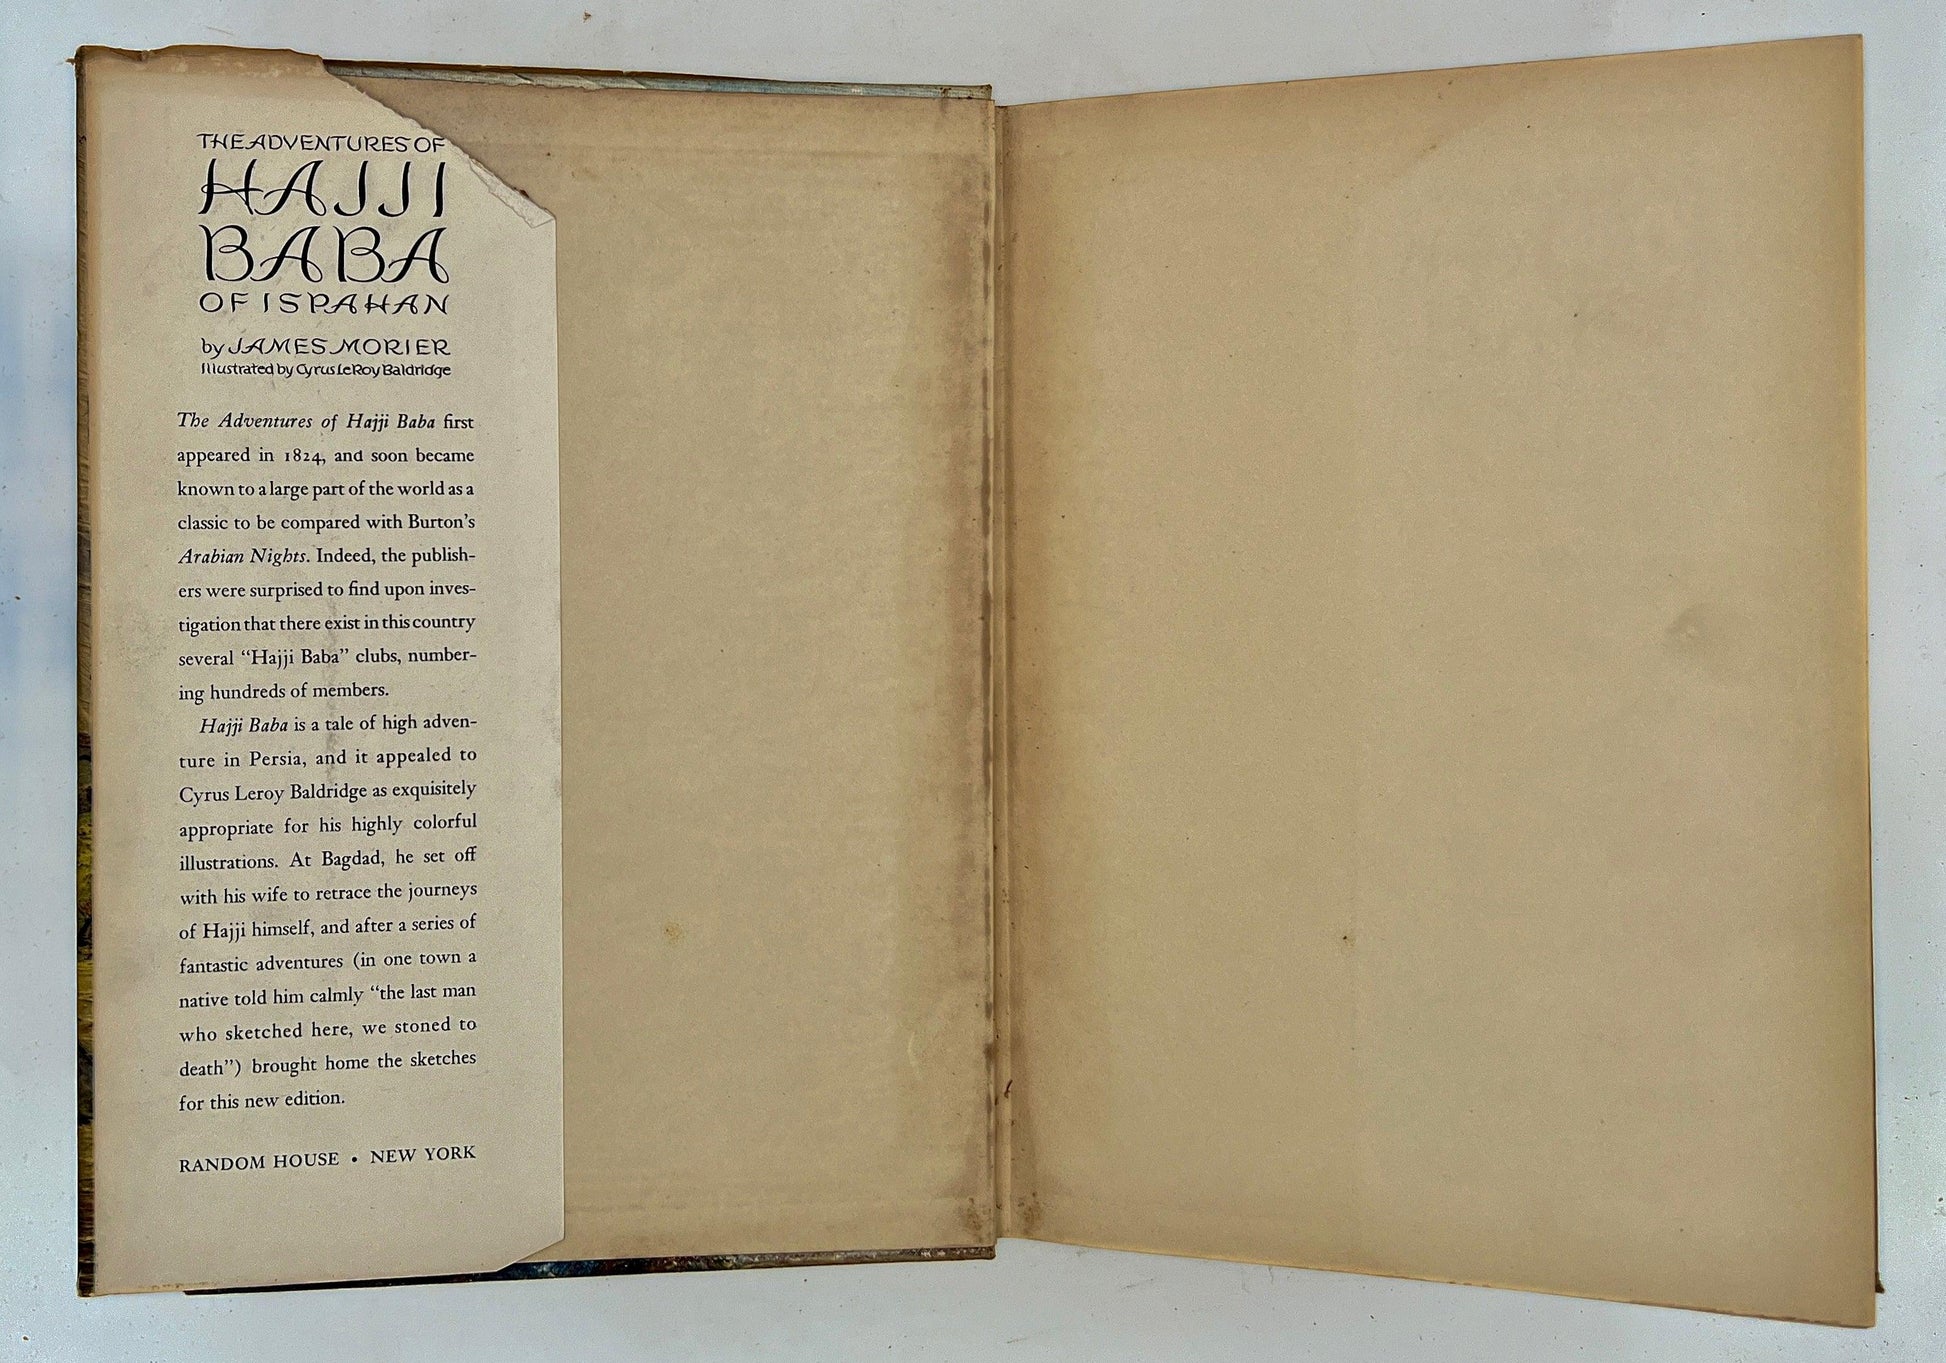 THE ADVENTURES OF
HAJJI
BABA
OF ISPAHAN
by JAMES MORIER
Illustrated by Cyrus LeRoy Baldridge
The Adventures of Hajji Baba first
appeared in 1824, and soon became
known to a large part of the world as a
classic to be compared with Burton's
Arabian Nights. Indeed, the publish-
ers were surprised to find upon inves-
tigation that there exist in this country
several “Hajji Baba” clubs, number-
ing hundreds of members.
Hajji Baba is a tale of high adven-
ture in Persia, and it appealed to
Cyrus Leroy Baldridge as exquisitely
appropriate for his highly colorful
illustrations. At Bagdad, he set off
with his wife to retrace the journeys
of Hajji himself, and after a series of
fantastic adventures (in one town a
native told him calmly “the last man
who sketched here, we stoned to
death”) brought home the sketches
for this new edition.
RANDOM HOUSE • NEW YORK